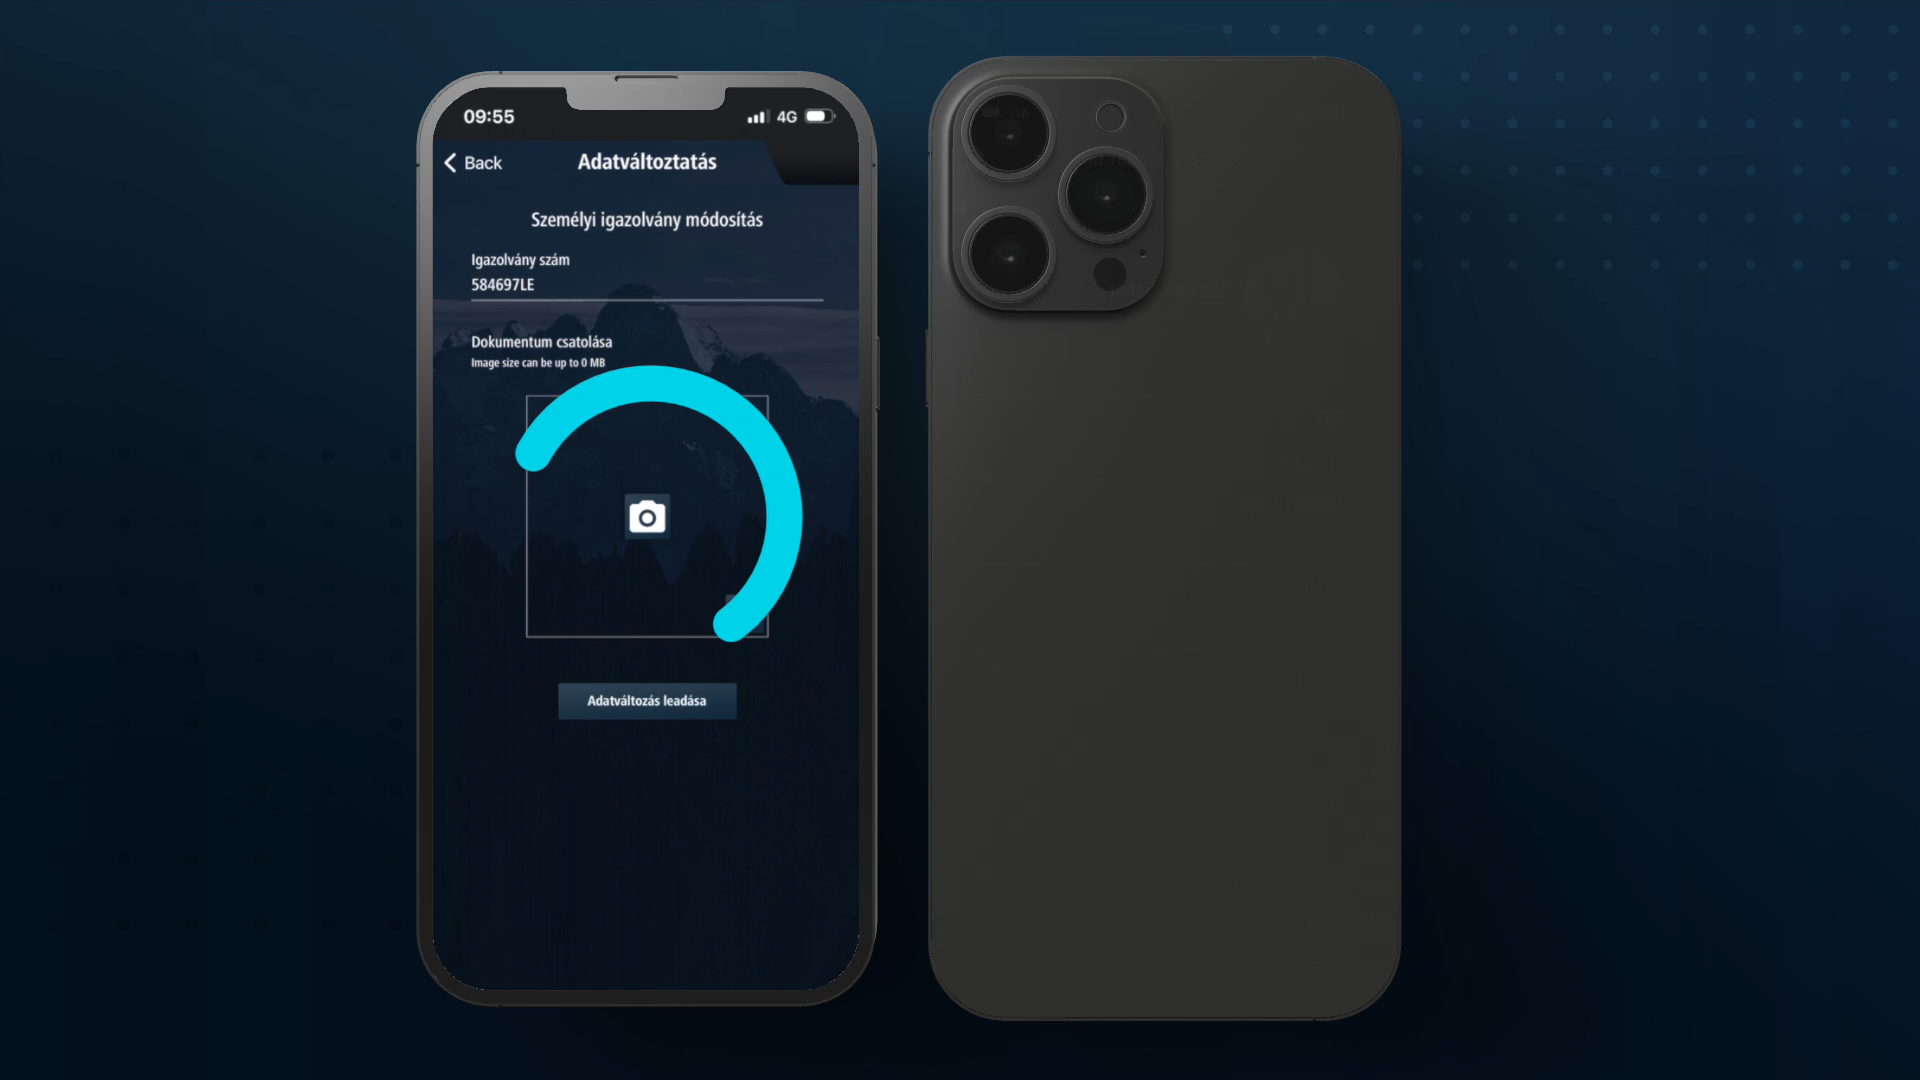 09:55
4G
Back
Adatváltoztatás
Személyi igazolvány módosítás
Igazolvány szám
584697LE
Dokumentum csatolása
Image size can be up to 0 MB
Adatváltozás leadása